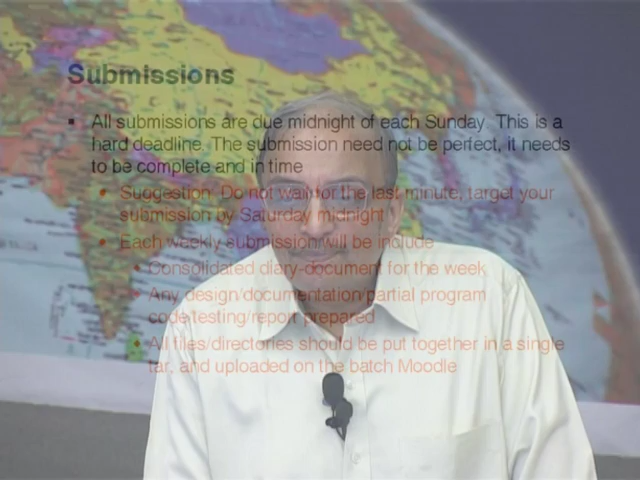 Submissions
All submissions are due midnight of each Sunday. This is a
hard deadline. The submission need not be perfect, it needs
to be complete and in time
Suggestion: Do not wait for the last minute, target your
submission by Saturday midnight
Each weekly submission will be include
Consolidated diary-document for the week
Any design/documentation partial program
code/testing/report prepared
All files/directories should be put together in a single
tar, and uploaded on the batch Moodle